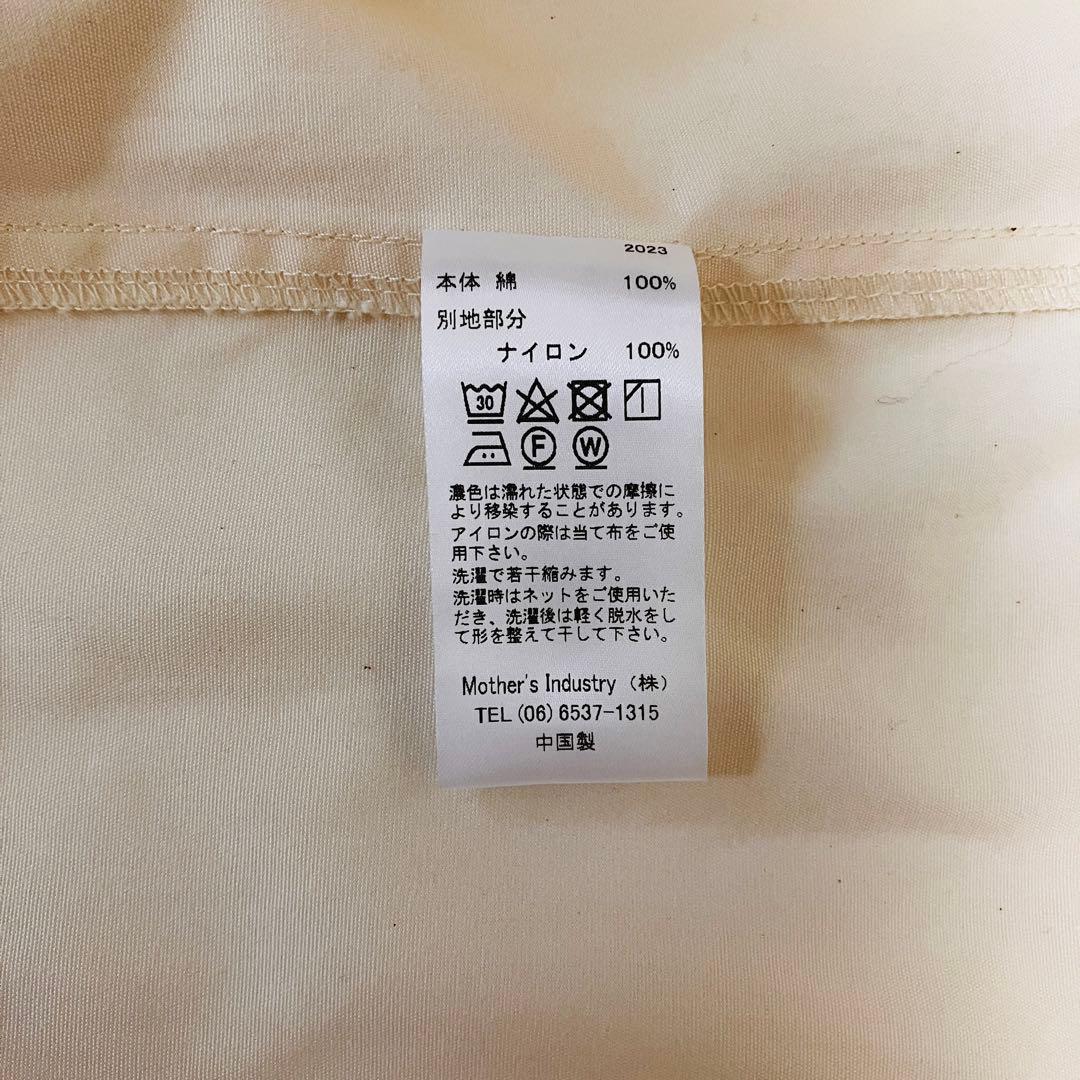 2023
本体 綿 100%
別地部分
ナイロン 100%
30
F W
濃色は濡れた状態での摩擦に
より移染することがあります。
アイロンの際は当て布をご使
用下さい。
洗濯で若干縮みます。
洗濯時はネットをご使用いた
だき、洗濯後は軽く脱水をし
て形を整えて干して下さい。
Mother's Industry（株）
TEL(06)6537-1315
中国製